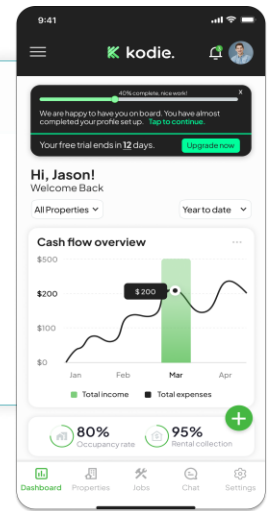 9:41
kodie.
40% complete, nice work!
x
We are happy to have you on board. You have almost
completed your profile set up. Tap to continue.
Your free trial ends in 12 days.
Upgrade now
Hi, Jason!
Welcome Back
All Properties
Year to date
Cash flow overview
$500
$200
$100
$0
$ 200
Jan Feb Mar Apr
Total income Total expenses
80%
Occupancy rate
95%
Rental collection
+
Dashboard Properties Jobs Chat Settings